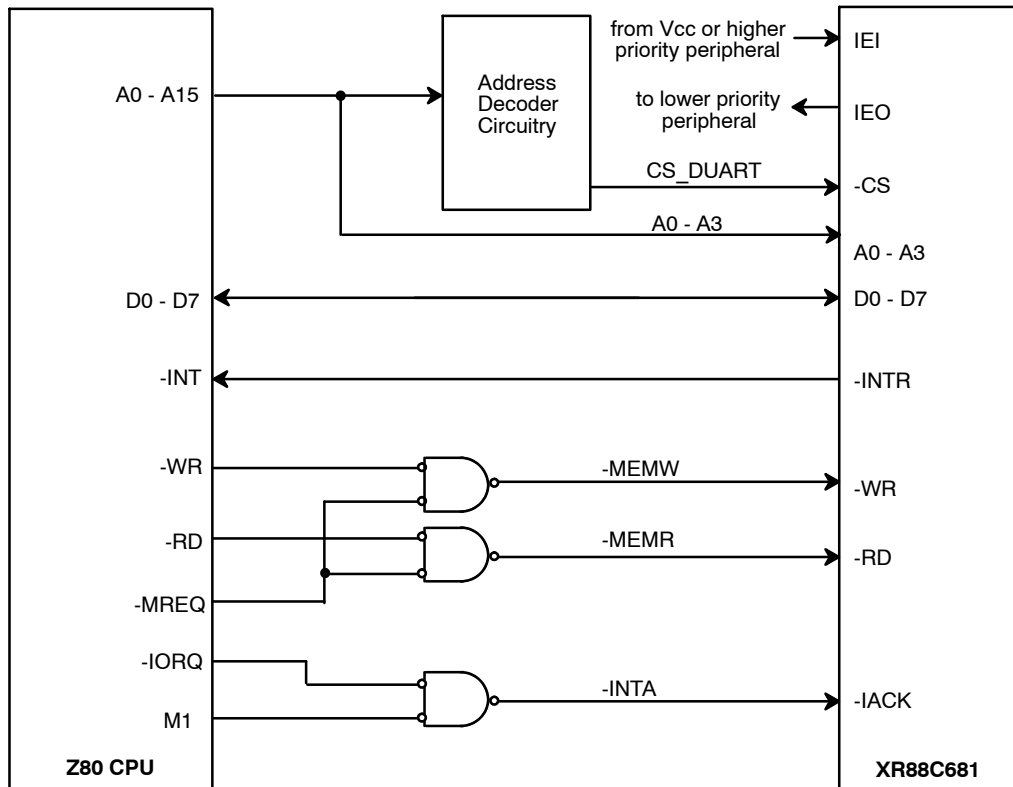 from Vcc or higher
priority peripheral
IEI
A0 - A15
Address
Decoder
Circuitry
to lower priority
peripheral
IEO
CS_DUART
-CS
A0 - A3
A0 - A3
D0 - D7
D0 - D7
-INT
-INTR
-WR
-MEMW
-WR
-RD
-MEMR
-RD
-MREQ
-IORQ
-INTA
-IACK
M1
Z80 CPU
XR88C681